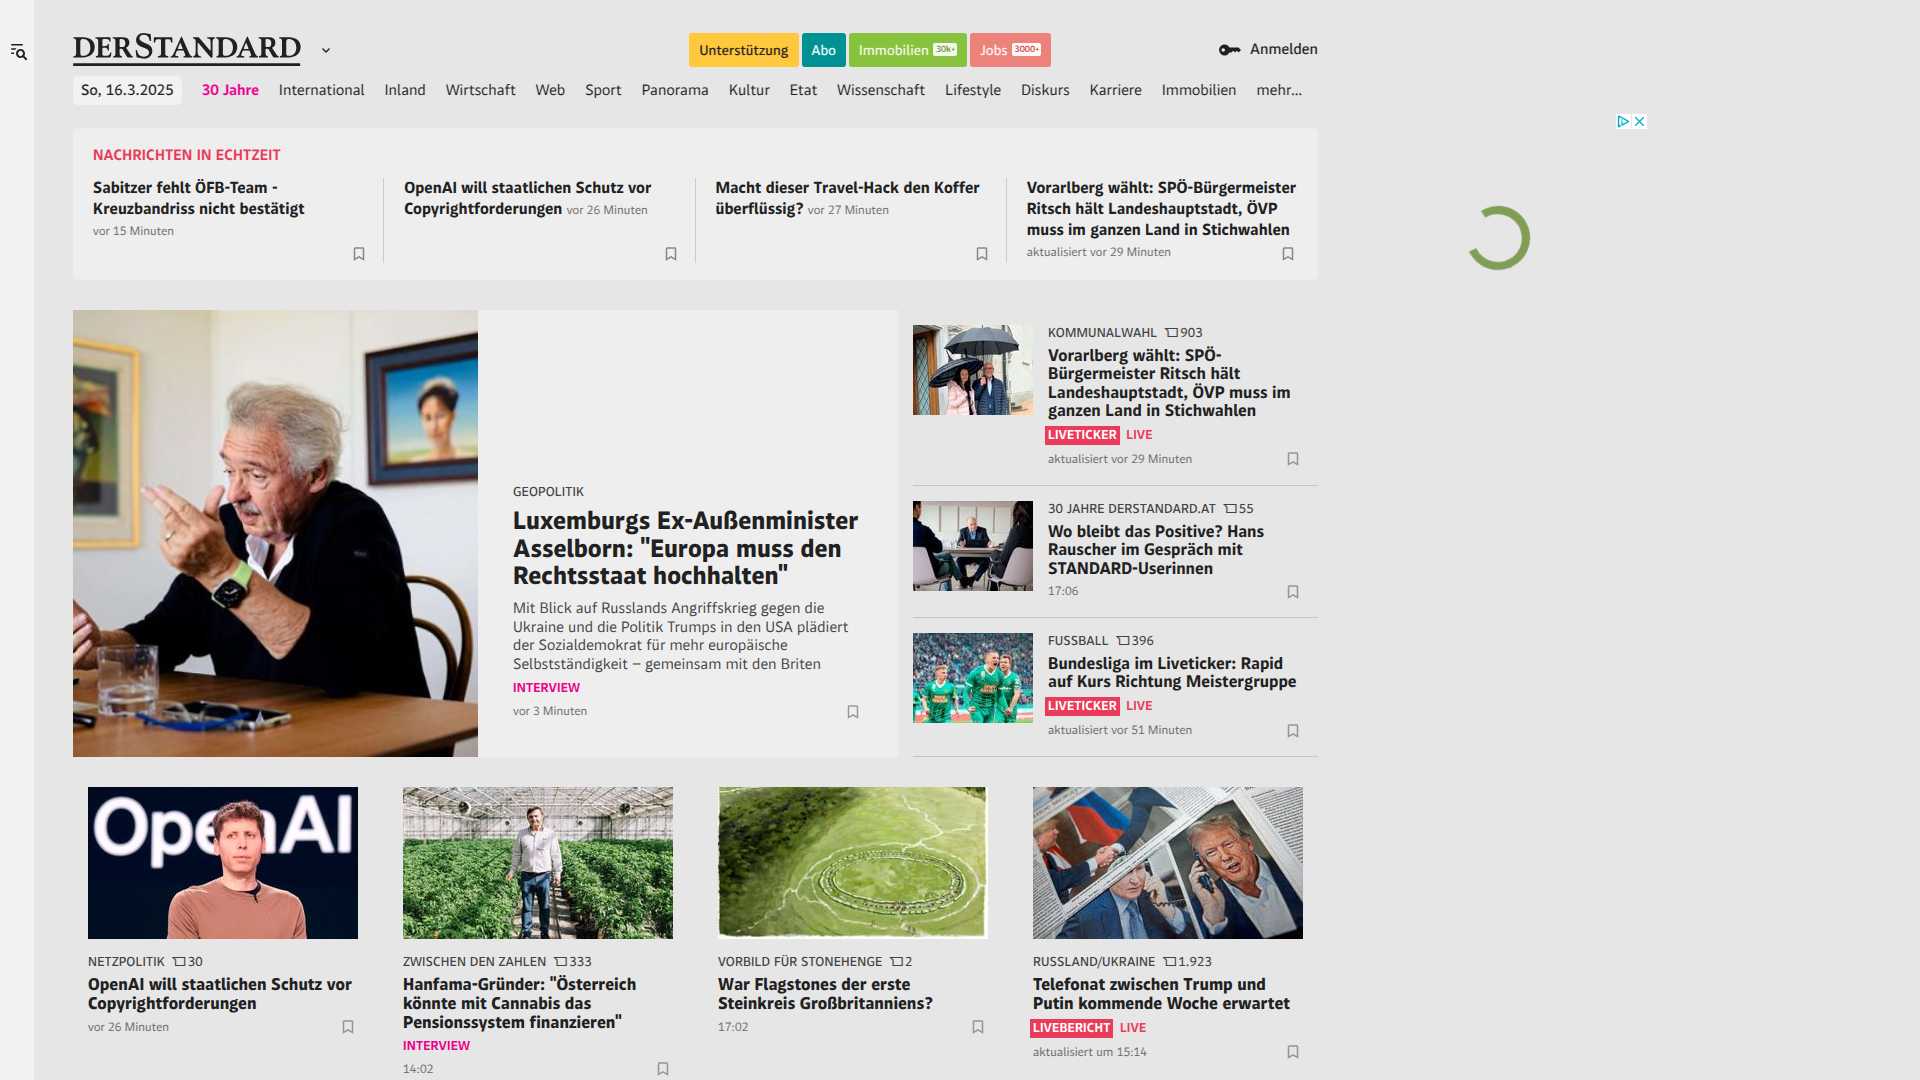 DERSTANDARD
Unterstützung
Abo
Immobilien 30k+
Jobs 3000+
Anmelden
So, 16.3.2025
30 Jahre
International
Inland
Wirtschaft
Web
Sport
Panorama
Kultur
Etat
Wissenschaft
Lifestyle
Diskurs
Karriere
Immobilien
mehr...
NACHRICHTEN IN ECHTZEIT
Sabitzer fehlt ÖFB-Team -
Kreuzbandriss nicht bestätigt
vor 15 Minuten
OpenAI will staatlichen Schutz vor
Copyrightforderungen vor 26 Minuten
Macht dieser Travel-Hack den Koffer
überflüssig? vor 27 Minuten
Vorarlberg wählt: SPÖ-Bürgermeister
Ritsch hält Landeshauptstadt, ÖVP
muss im ganzen Land in Stichwahlen
aktualisiert vor 29 Minuten
GEOPOLITIK
Luxemburgs Ex-Außenminister
Asselborn: "Europa muss den
Rechtsstaat hochhalten"
Mit Blick auf Russlands Angriffskrieg gegen die
Ukraine und die Politik Trumps in den USA plädiert
der Sozialdemokrat für mehr europäische
Selbstständigkeit – gemeinsam mit den Briten
INTERVIEW
vor 3 Minuten
KOMMUNALWAHL 903
Vorarlberg wählt: SPÖ-
Bürgermeister Ritsch hält
Landeshauptstadt, ÖVP muss im
ganzen Land in Stichwahlen
LIVETICKER LIVE
aktualisiert vor 29 Minuten
30 JAHRE DERSTANDARD.AT 55
Wo bleibt das Positive? Hans
Rauscher im Gespräch mit
STANDARD-Userinnen
17:06
FUSSBALL 396
Bundesliga im Liveticker: Rapid
auf Kurs Richtung Meistergruppe
LIVETICKER LIVE
aktualisiert vor 51 Minuten
OpenAI
NETZPOLITIK 30
OpenAI will staatlichen Schutz vor
Copyrightforderungen
vor 26 Minuten
ZWISCHEN DEN ZAHLEN 333
Hanfama-Gründer: "Österreich
könnte mit Cannabis das
Pensionssystem finanzieren"
INTERVIEW
14:02
VORBILD FÜR STONEHENGE 2
War Flagstones der erste
Steinkreis Großbritanniens?
17:02
RUSSLAND/UKRAINE 1.923
Telefonat zwischen Trump und
Putin kommende Woche erwartet
LIVEBERICHT LIVE
aktualisiert um 15:14